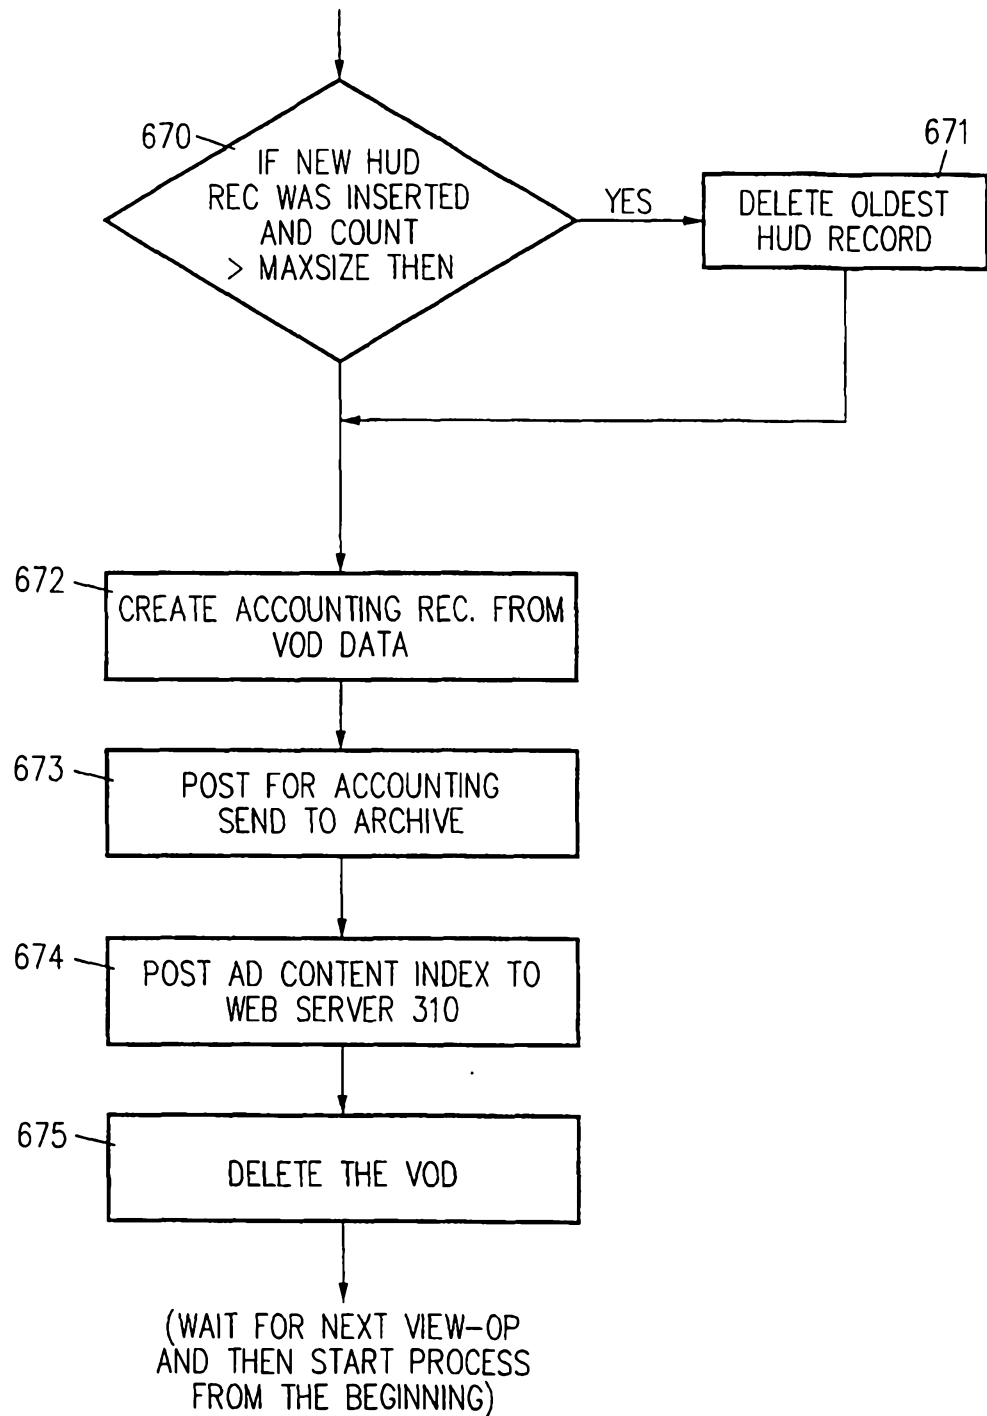 670
IF NEW HUD
REC WAS INSERTED
AND COUNT
> MAXSIZE THEN
YES
671
DELETE OLDEST
HUD RECORD
672
CREATE ACCOUNTING REC. FROM
VOD DATA
673
POST FOR ACCOUNTING
SEND TO ARCHIVE
674
POST AD CONTENT INDEX TO
WEB SERVER 310
675
DELETE THE VOD
(WAIT FOR NEXT VIEW-OP
AND THEN START PROCESS
FROM THE BEGINNING)